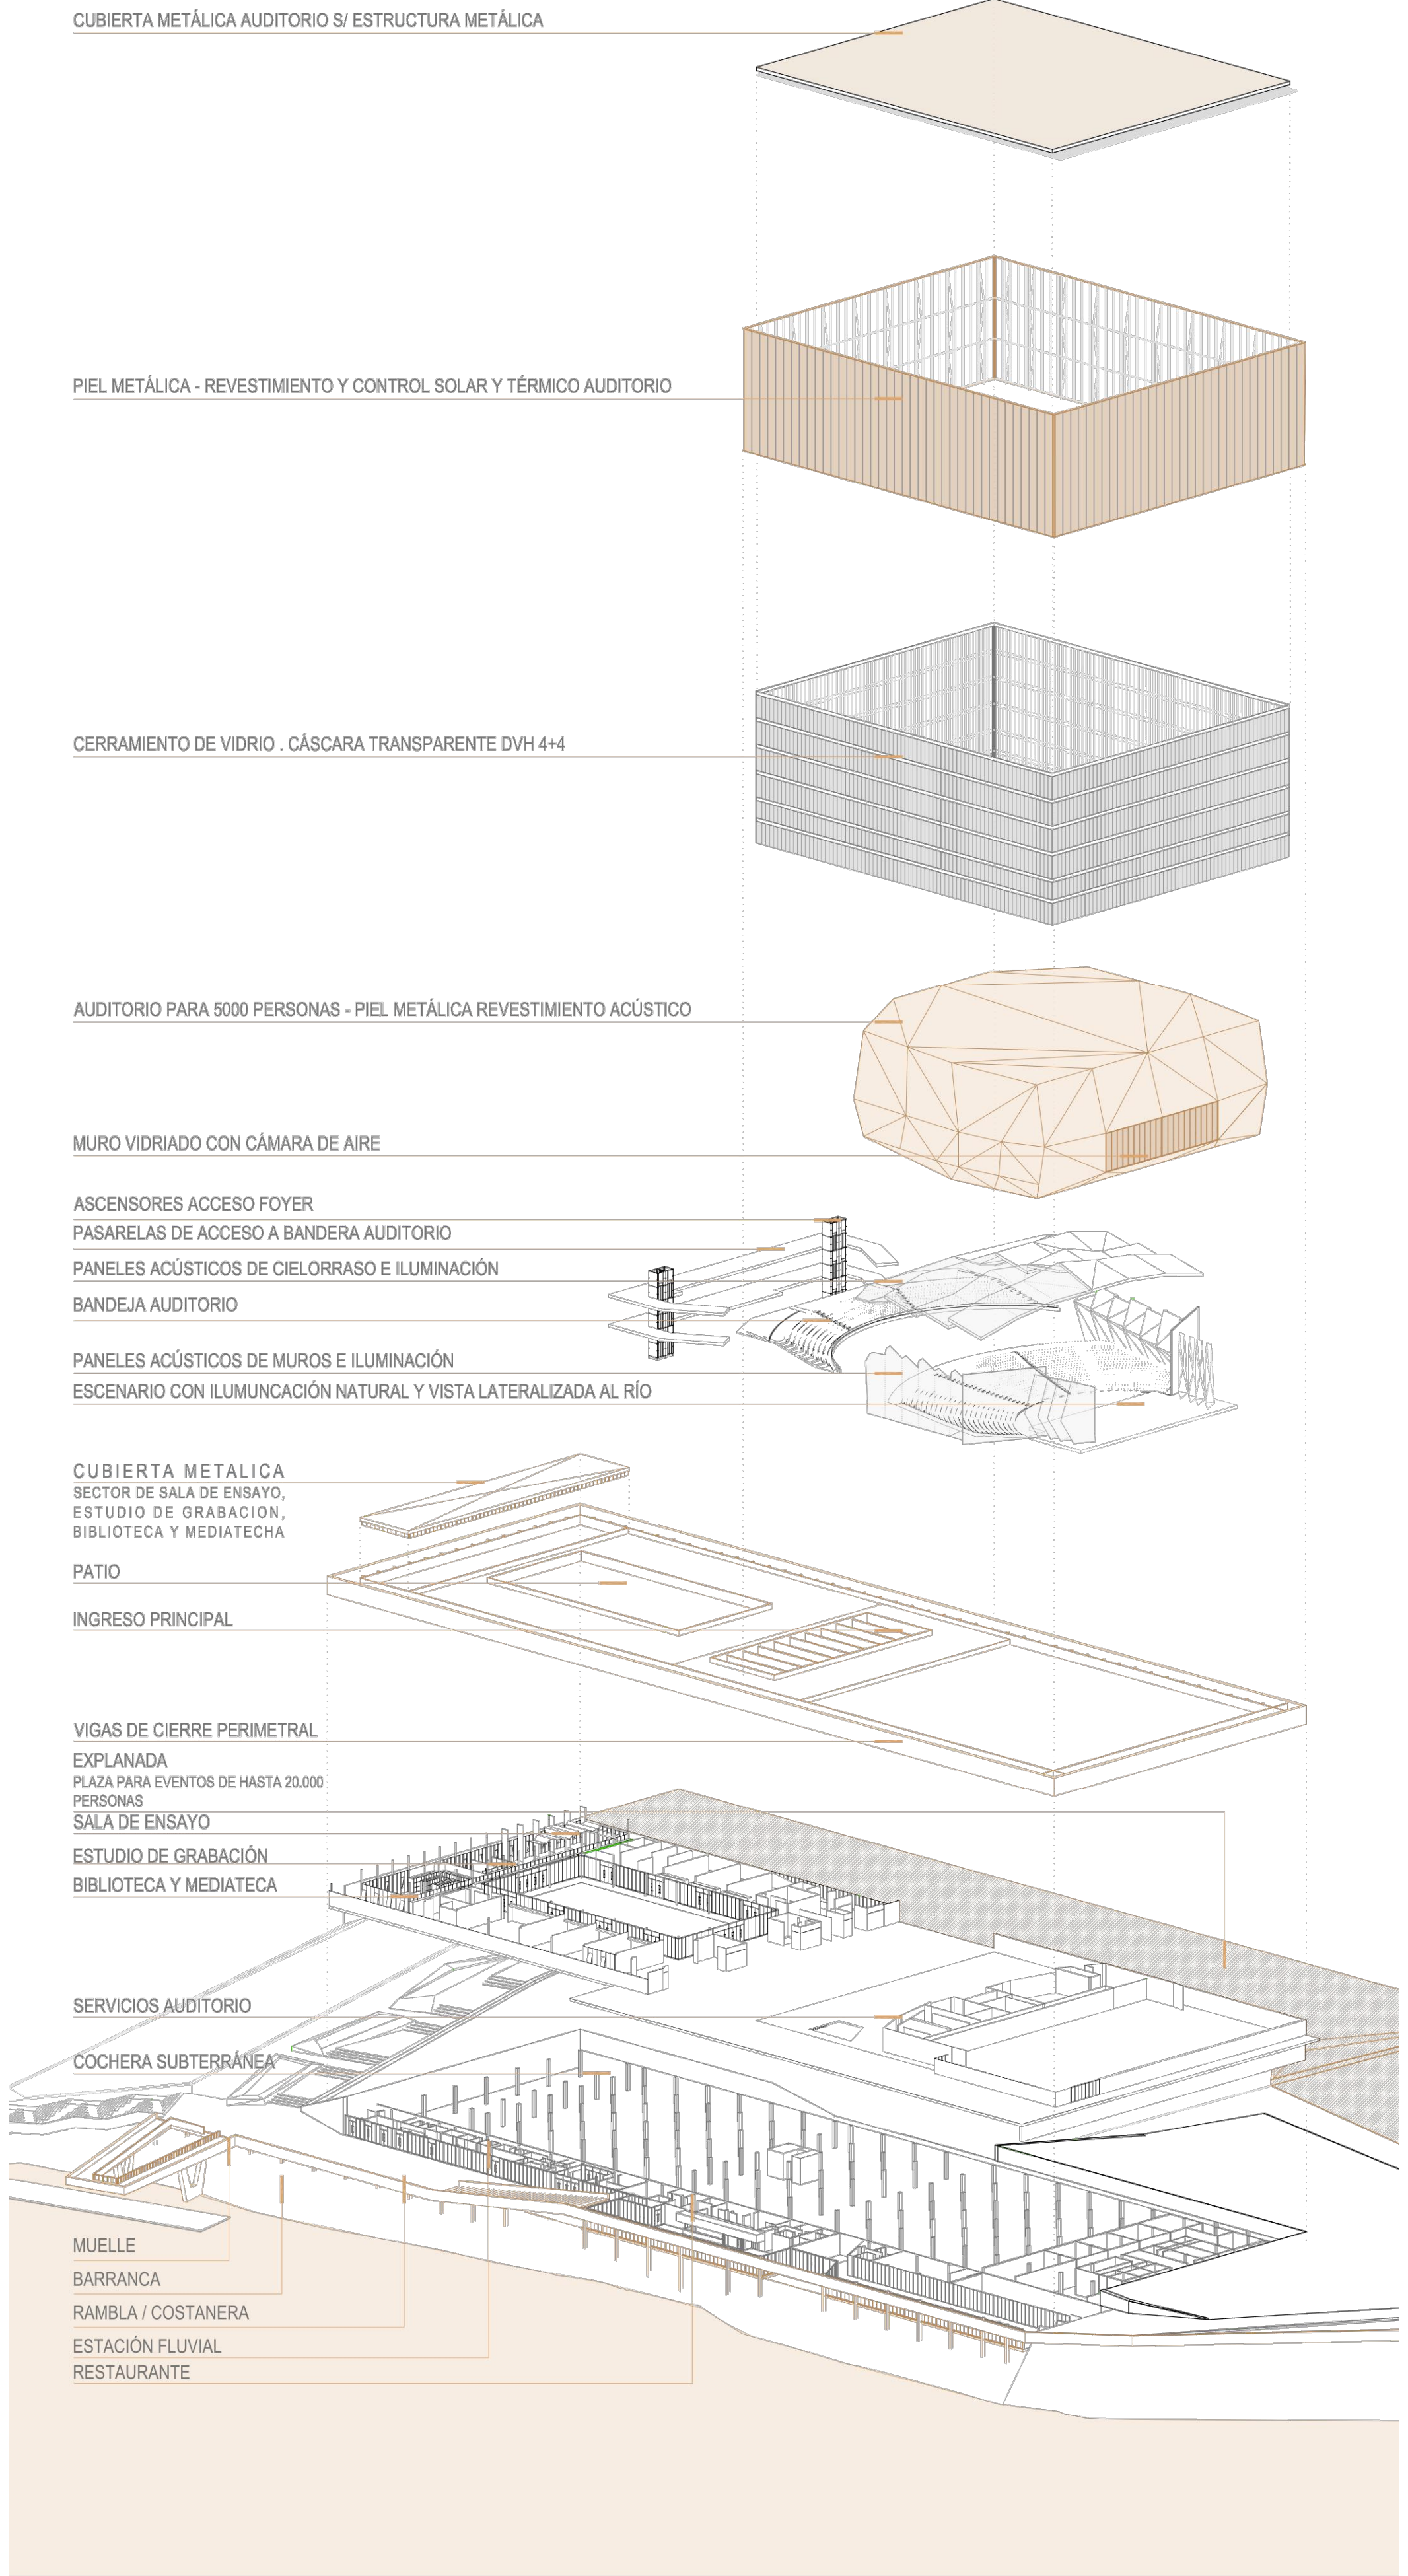 CUBIERTA METÁLICA AUDITORIO S/ ESTRUCTURA METÁLICA
PIEL METÁLICA - REVESTIMIENTO Y CONTROL SOLAR Y TÉRMICO AUDITORIO
CERRAMIENTO DE VIDRIO . CÁSCARA TRANSPARENTE DVH 4+4
AUDITORIO PARA 5000 PERSONAS - PIEL METÁLICA REVESTIMIENTO ACÚSTICO
MURO VIDRIADO CON CÁMARA DE AIRE
ASCENSORES ACCESO FOYER
PASARELAS DE ACCESO A BANDERA AUDITORIO
PANELES ACÚSTICOS DE CIELORRASO E ILUMINACIÓN
BANDEJA AUDITORIO
PANELES ACÚSTICOS DE MUROS E ILUMINACIÓN
ESCENARIO CON ILUMUNCACIÓN NATURAL Y VISTA LATERALIZADA AL RÍO
CUBIERTA METALICA
SECTOR DE SALA DE ENSAYO,
ESTUDIO DE GRABACION,
BIBLIOTECA Y MEDIATECHA
PATIO
INGRESO PRINCIPAL
VIGAS DE CIERRE PERIMETRAL
EXPLANADA
PLAZA PARA EVENTOS DE HASTA 20.000
PERSONAS
SALA DE ENSAYO
ESTUDIO DE GRABACIÓN
BIBLIOTECA Y MEDIATECA
SERVICIOS AUDITORIO
COCHERA SUBTERRÁNEA
MUELLE
BARRANCA
RAMBLA / COSTANERA
ESTACIÓN FLUVIAL
RESTAURANTE